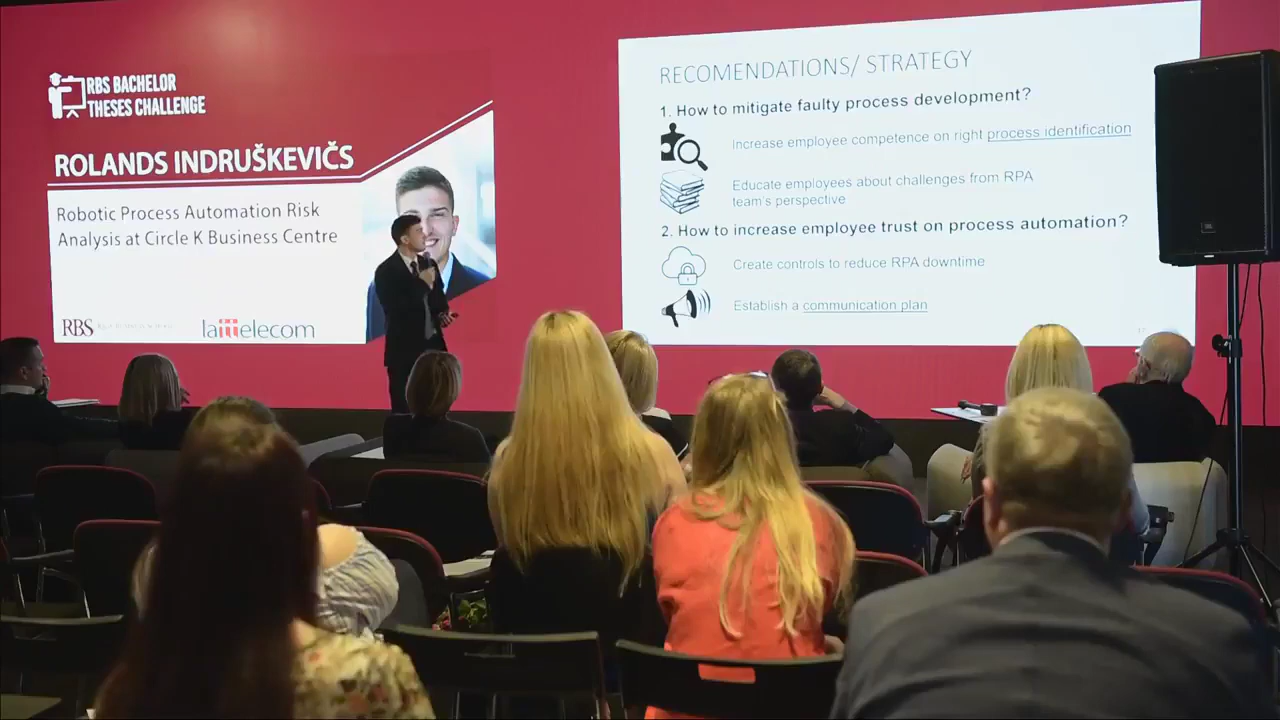 RBS BACHELOR
THESES CHALLENGE
ROLANDS INDRUŠKEVIČS
Robotic Process Automation Risk
Analysis at Circle K Business Centre
RBS
lattelecom
RECOMENDATIONS/ STRATEGY
1. How to mitigate faulty process development?
Increase employee competence on right process identification
Educate employees about challenges from RPA
team's perspective
2. How to increase employee trust on process automation?
Create controls to reduce RPA downtime
Establish a communication plan
JBL